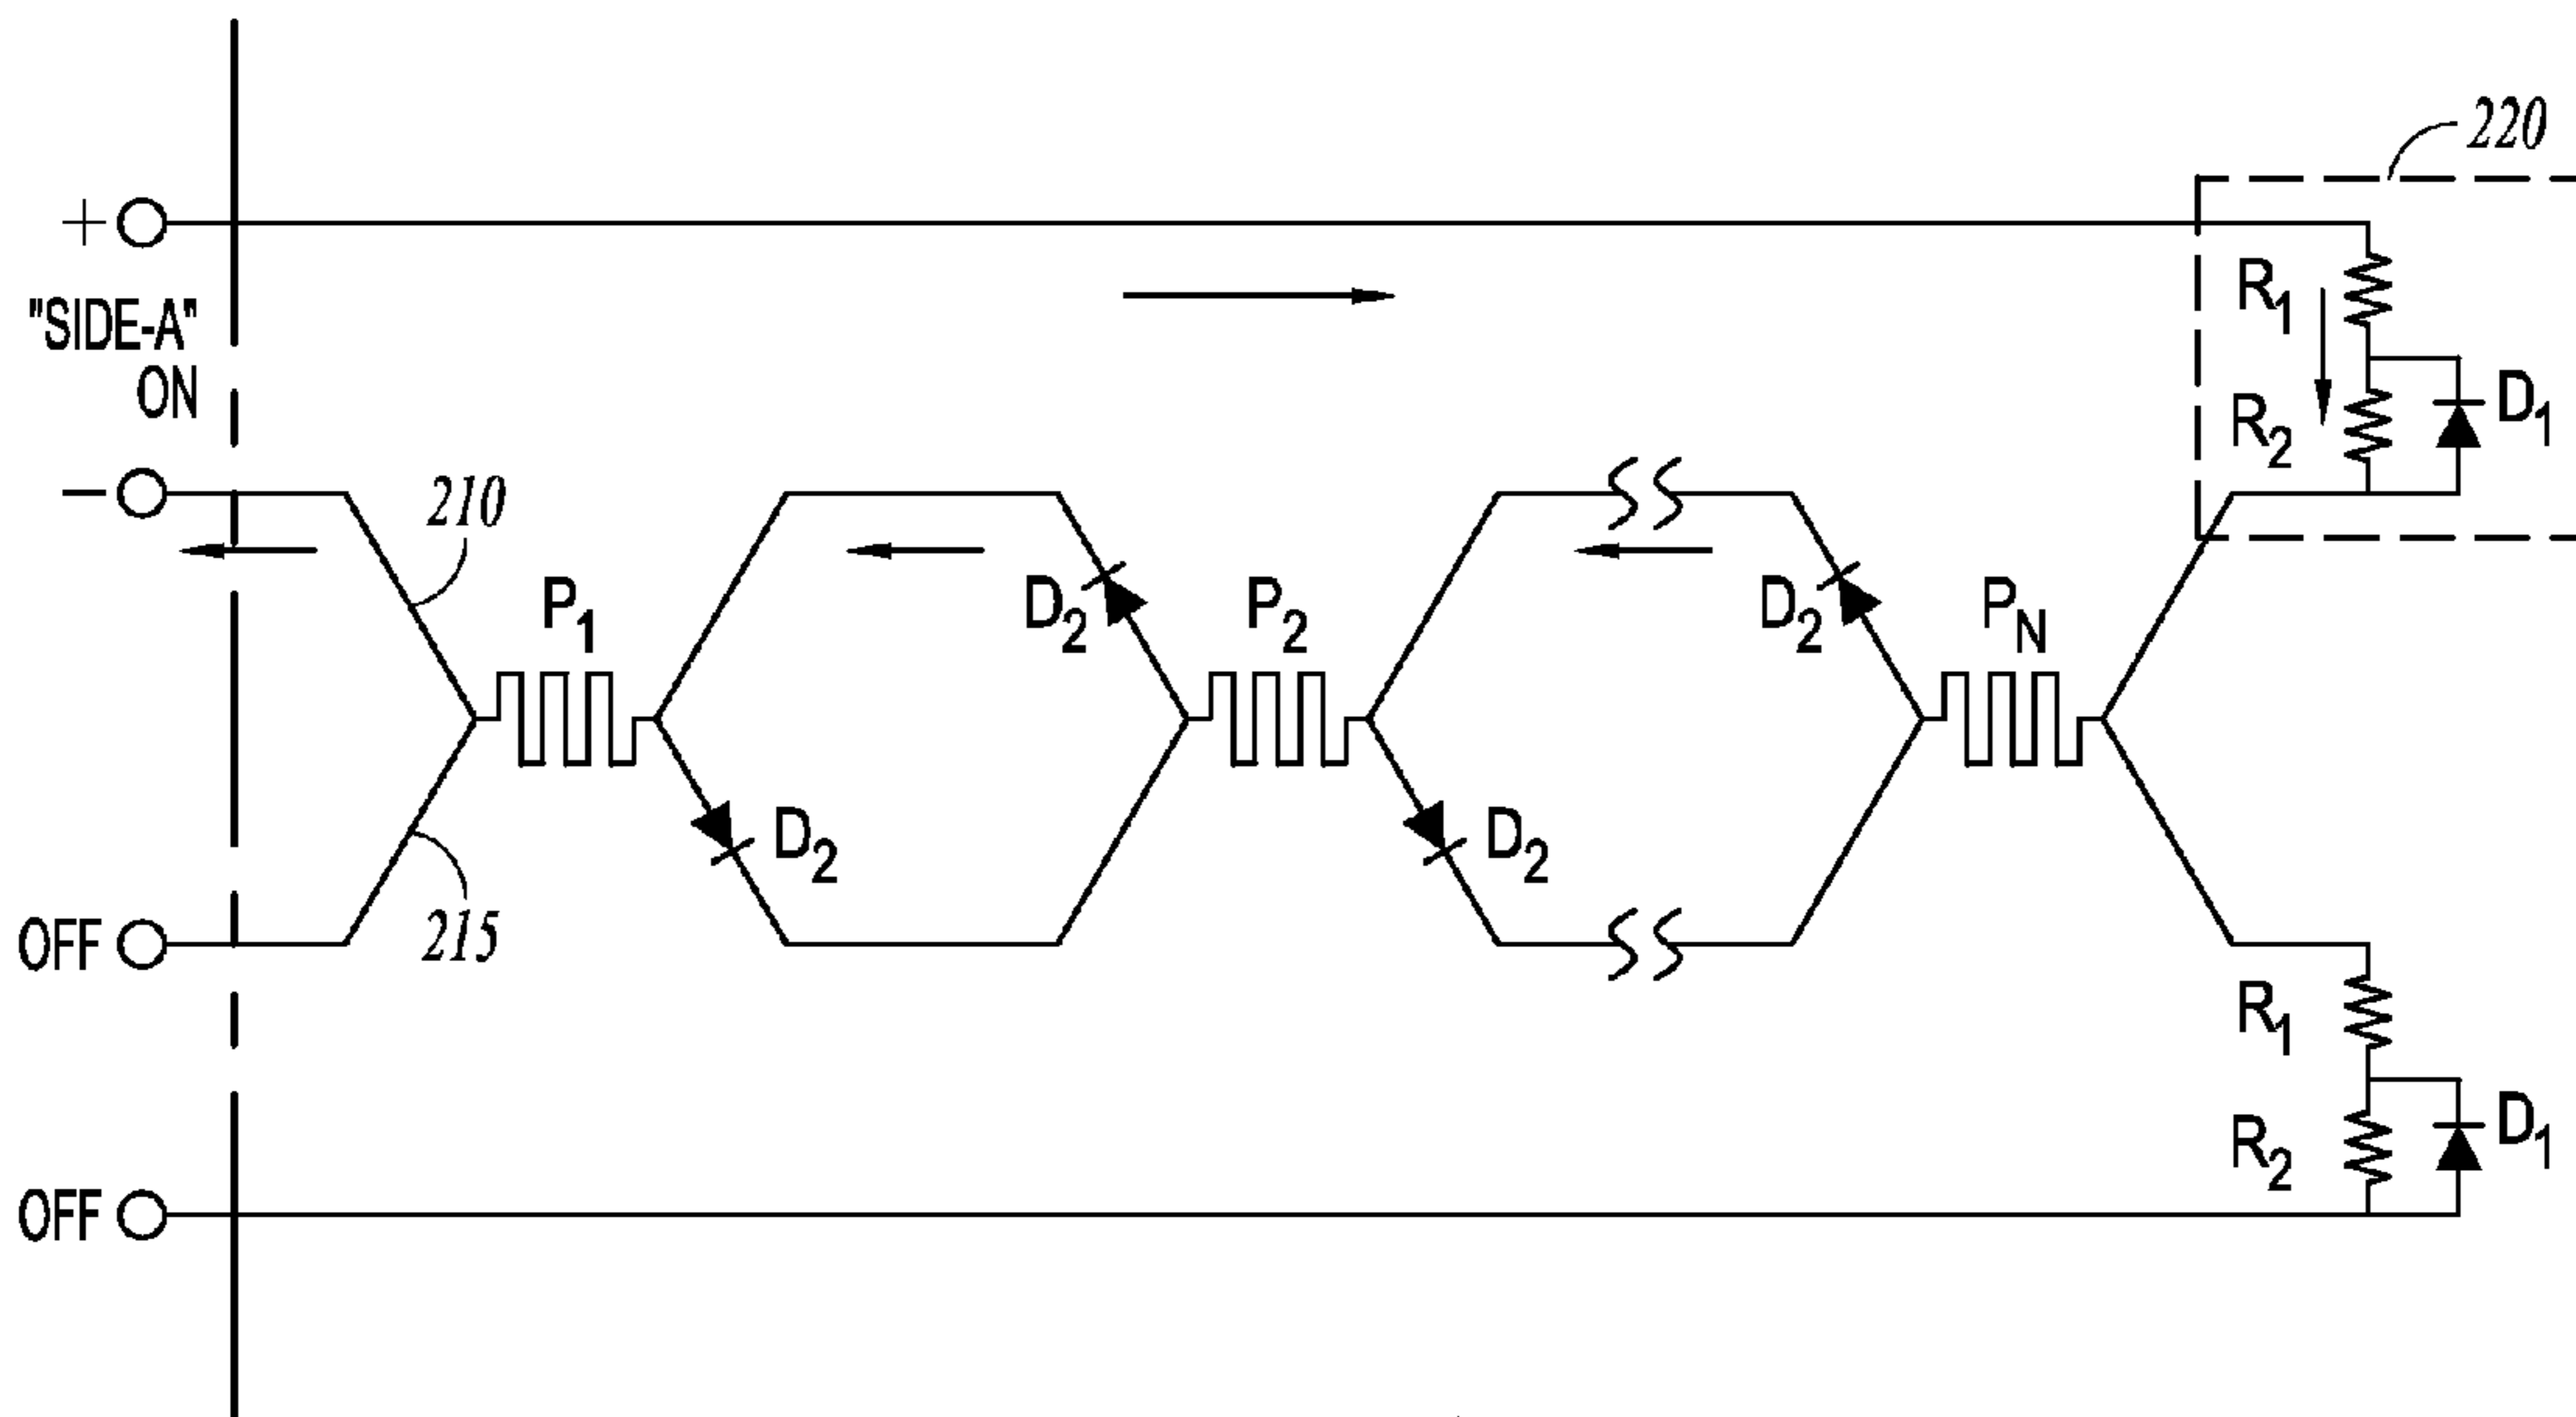 220
+
"SIDE-A"
ON
R1
R2
D1
−
210
P1
D2
P2
D2
PN
D2
D2
215
OFF
R1
R2
D1
OFF